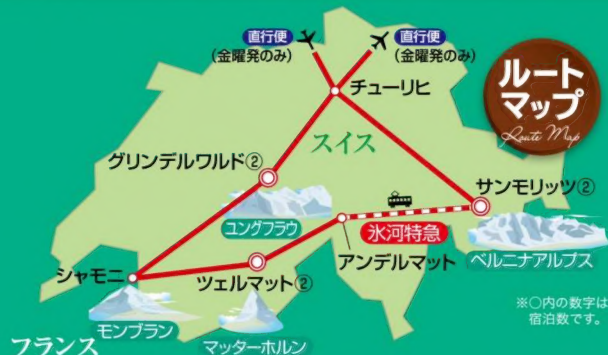 直行便
(金曜発のみ)
直行便
(金曜発のみ)
ルート
マップ
Route Map
チューリヒ
スイス
グリンデルワルド②
サンモリッツ②
ユングフラウ
氷河特急
アンデルマット
ベルニナアルプス
シャモニ
ツェルマット②
モンブラン
マッターホルン
フランス
※○内の数字は
宿泊数です。